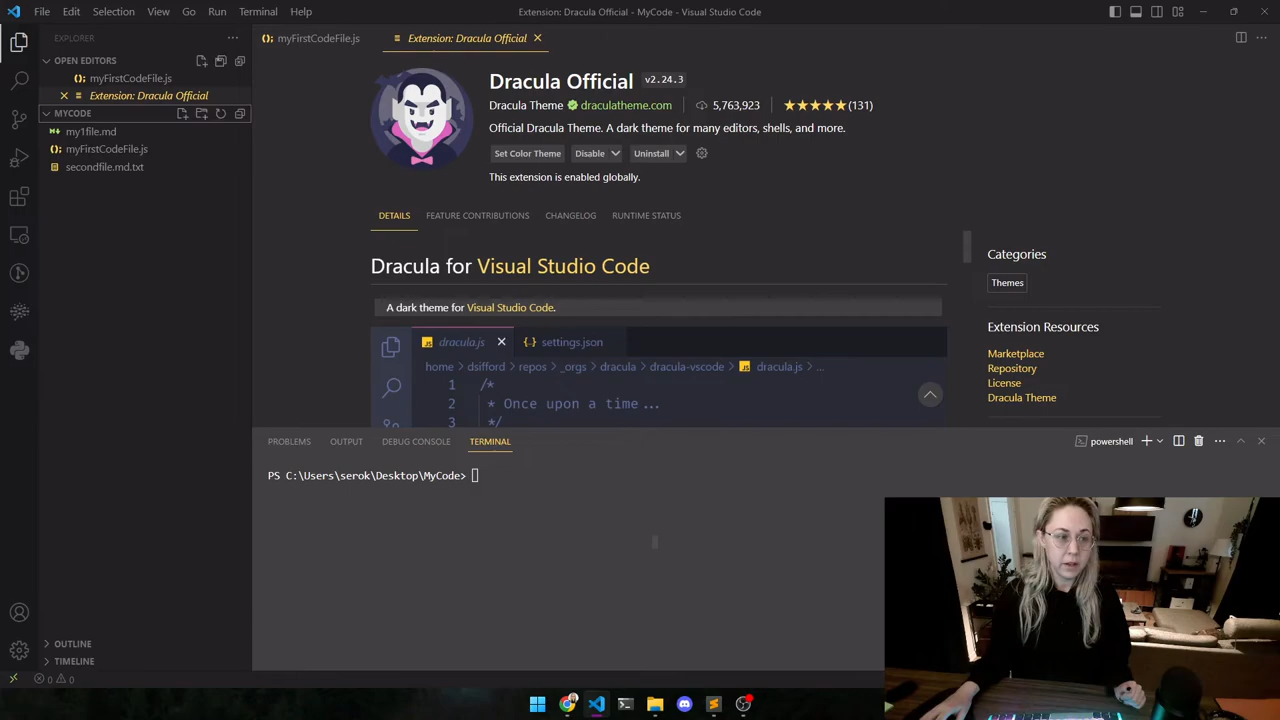 File Edit Selection View Go Run Terminal Help
Extension: Dracula Official - MyCode - Visual Studio Code
EXPLORER
OPEN EDITORS
myFirstCodeFile.js
Extension: Dracula Official
MYCODE
my1file.md
myFirstCodeFile.js
secondfile.md.txt
OUTLINE
TIMELINE
0 0
myFirstCodeFile.js
Extension: Dracula Official
Dracula Official v2.24.3
Dracula Theme draculatheme.com 5,763,923 (131)
Official Dracula Theme. A dark theme for many editors, shells, and more.
Set Color Theme Disable Uninstall
This extension is enabled globally.
DETAILS FEATURE CONTRIBUTIONS CHANGELOG RUNTIME STATUS
Dracula for Visual Studio Code
A dark theme for Visual Studio Code.
JS dracula.js settings.json
home > dsifford > repos > _orgs > dracula > dracula-vscode > JS dracula.js > ...
1 /*
2 * Once upon a time...
3 */
Categories
Themes
Extension Resources
Marketplace
Repository
License
Dracula Theme
PROBLEMS OUTPUT DEBUG CONSOLE TERMINAL
powershell
PS C:\Users\serok\Desktop\MyCode>